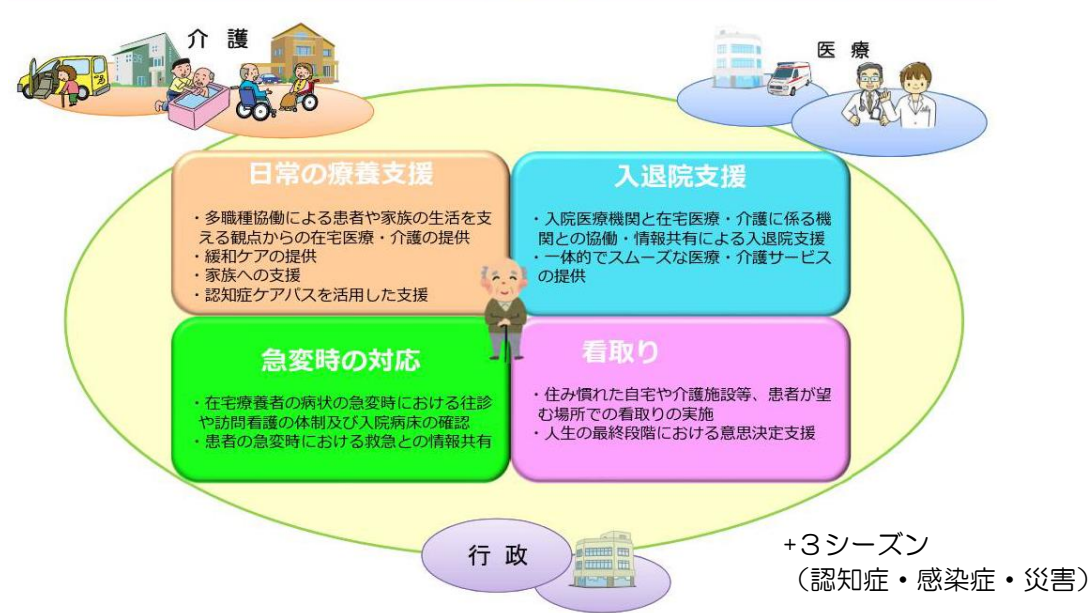 介 護
医 療
日常の療養支援
・多職種協働による患者や家族の生活を支
える観点からの在宅医療・介護の提供
・緩和ケアの提供
・家族への支援
・認知症ケアパスを活用した支援
入退院支援
・入院医療機関と在宅医療・介護に係る機
関との協働・情報共有による入退院支援
・一体的でスムーズな医療・介護サービス
の提供
急変時の対応
・在宅療養者の病状の急変時における往診
や訪問看護の体制及び入院病床の確認
・患者の急変時における救急との情報共有
看取り
・住み慣れた自宅や介護施設等、患者が望
む場所での看取りの実施
・人生の最終段階における意思決定支援
行 政
+３シーズン
（認知症・感染症・災害）